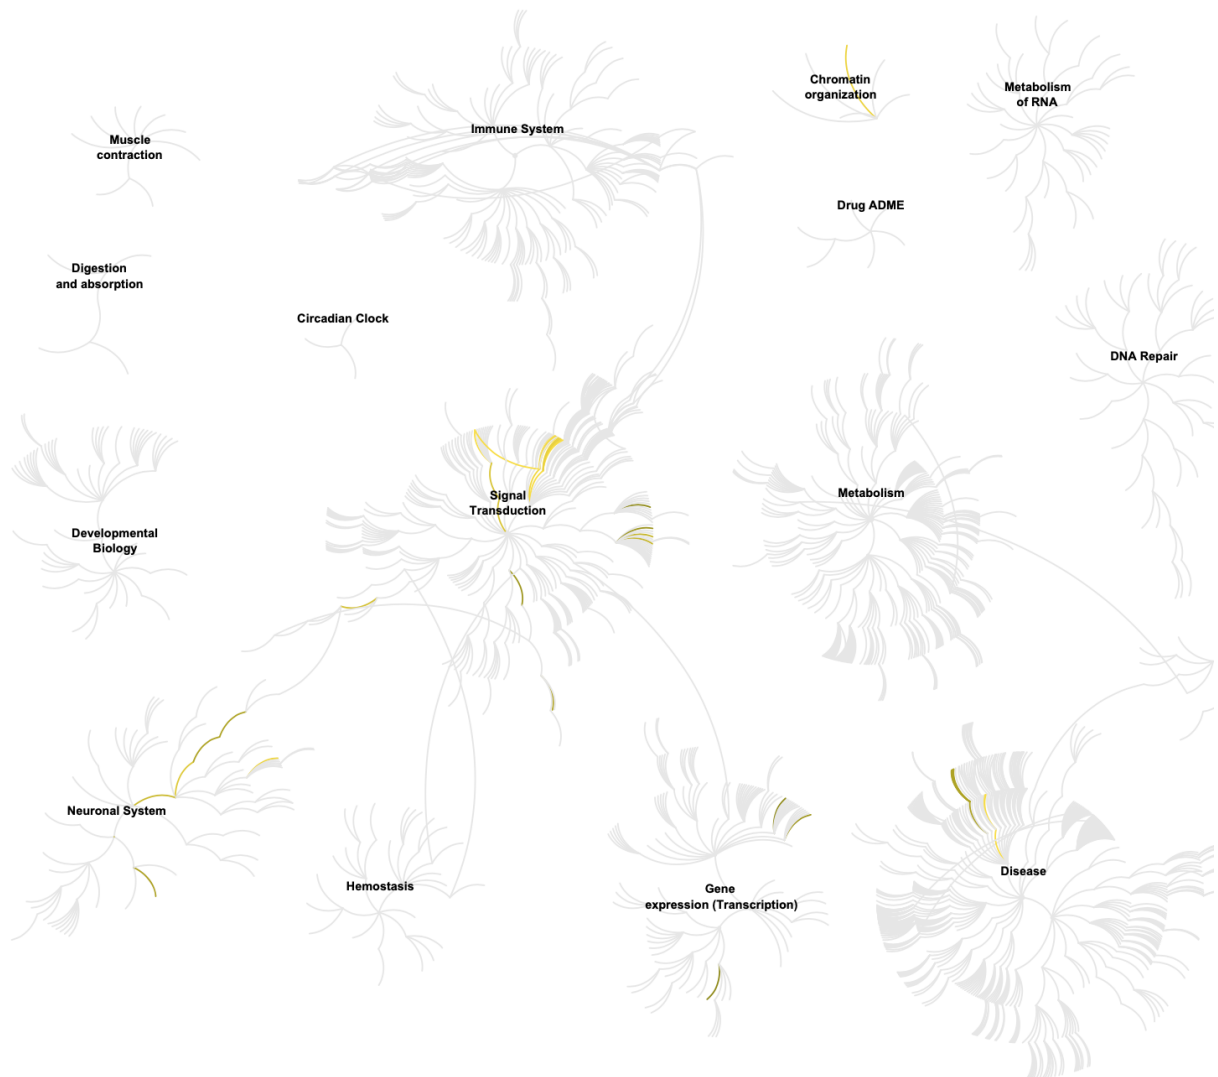 Chromatin
organization
Metabolism
of RNA
Immune System
Muscle
contraction
Drug ADME
Digestion
and absorption
Circadian Clock
DNA Repair
Signal
Transduction
Metabolism
Developmental
Biology
Neuronal System
Hemostasis
Gene
expression (Transcription)
Disease